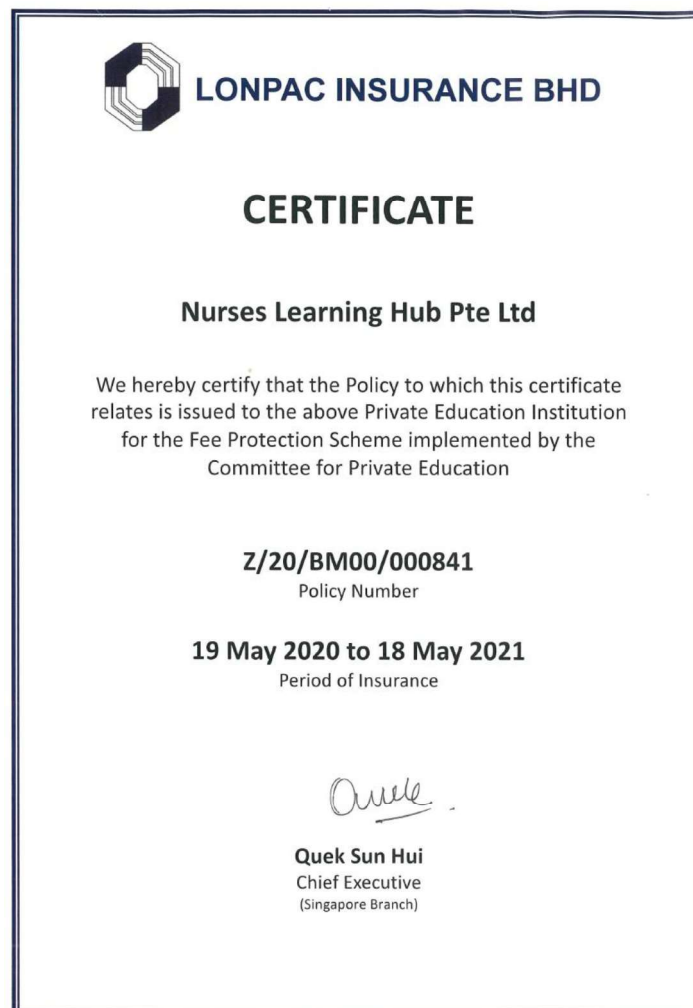 LONPAC INSURANCE BHD
CERTIFICATE
Nurses Learning Hub Pte Ltd
We hereby certify that the Policy to which this certificate
relates is issued to the above Private Education Institution
for the Fee Protection Scheme implemented by the
Committee for Private Education
Z/20/BM00/000841
Policy Number
19 May 2020 to 18 May 2021
Period of Insurance
Quek Sun Hui
Chief Executive
(Singapore Branch)